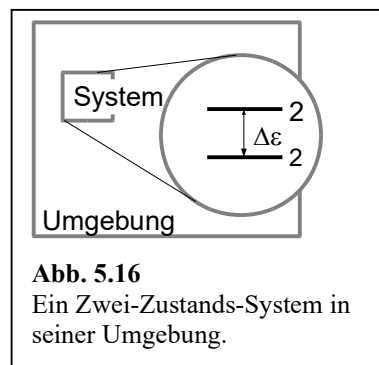 System
2
Δε
2
Umgebung
Abb. 5.16
Ein Zwei-Zustands-System in
seiner Umgebung.